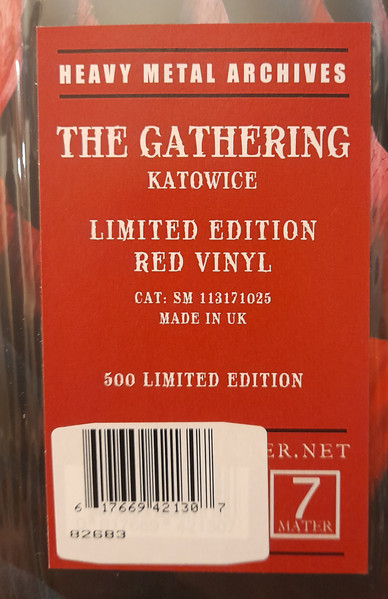 HEAVY METAL ARCHIVES
THE GATHERING
KATOWICE
LIMITED EDITION
RED VINYL
CAT: SM 113171025
MADE IN UK
500 LIMITED EDITION
ER.NET
6 17669 42130 7
82683
7
MATER